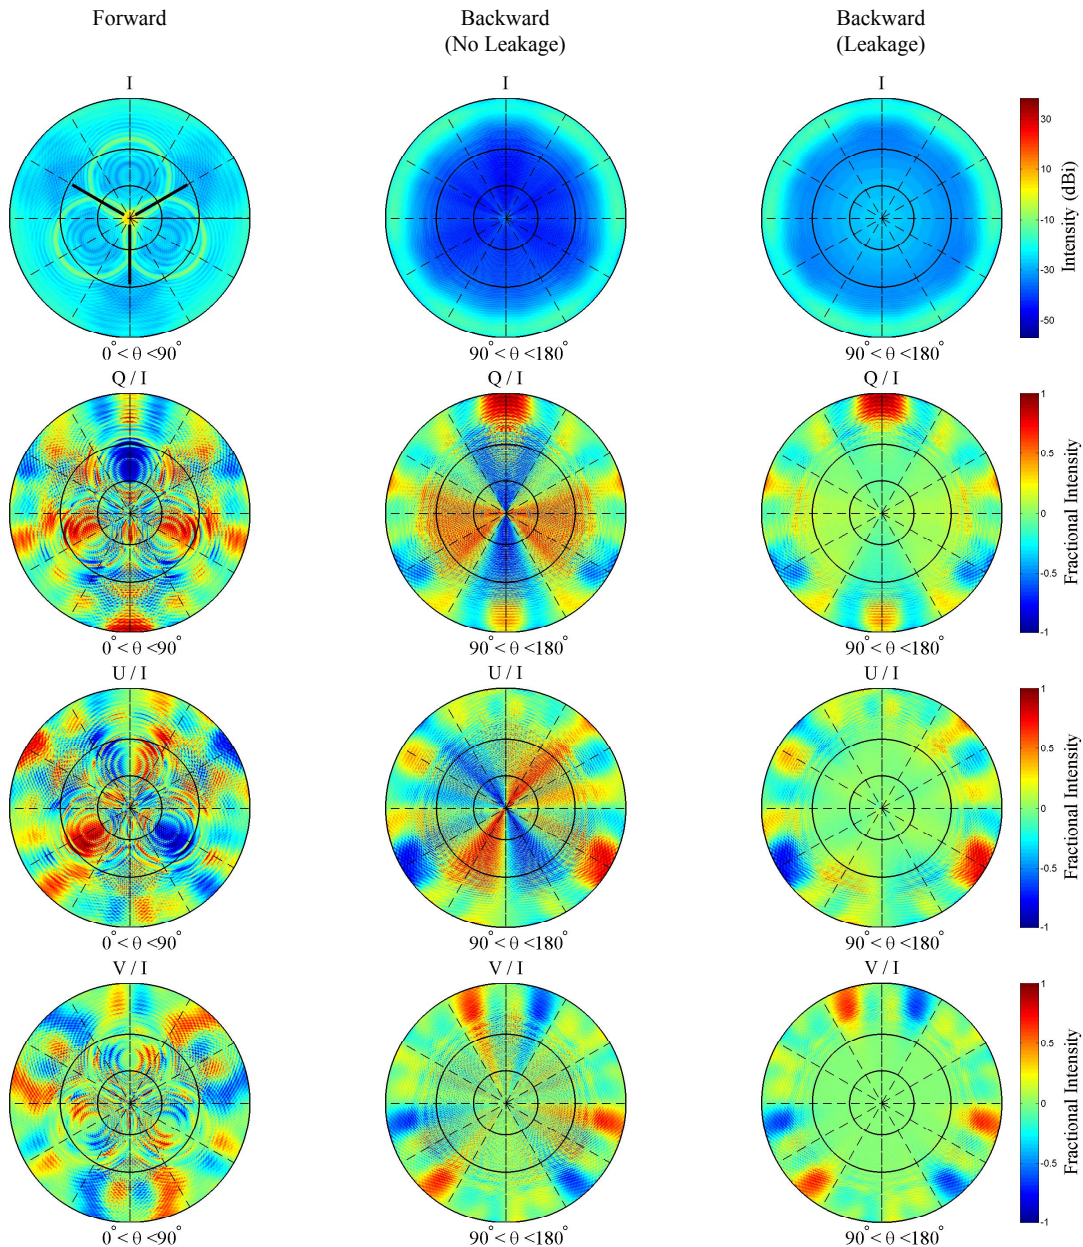 Forward
Backward
(No Leakage)
Backward
(Leakage)
I
I
I
30
10
-10
-30
-50
Intensity (dBi)
0° < θ <90°
90° < θ <180°
90° < θ <180°
Q / I
Q / I
Q / I
1
0.5
0
-0.5
-1
Fractional Intensity
0° < θ <90°
90° < θ <180°
90° < θ <180°
U / I
U / I
U / I
1
0.5
0
-0.5
-1
Fractional Intensity
0° < θ <90°
90° < θ <180°
90° < θ <180°
V / I
V / I
V / I
1
0.5
0
-0.5
-1
Fractional Intensity
0° < θ <90°
90° < θ <180°
90° < θ <180°